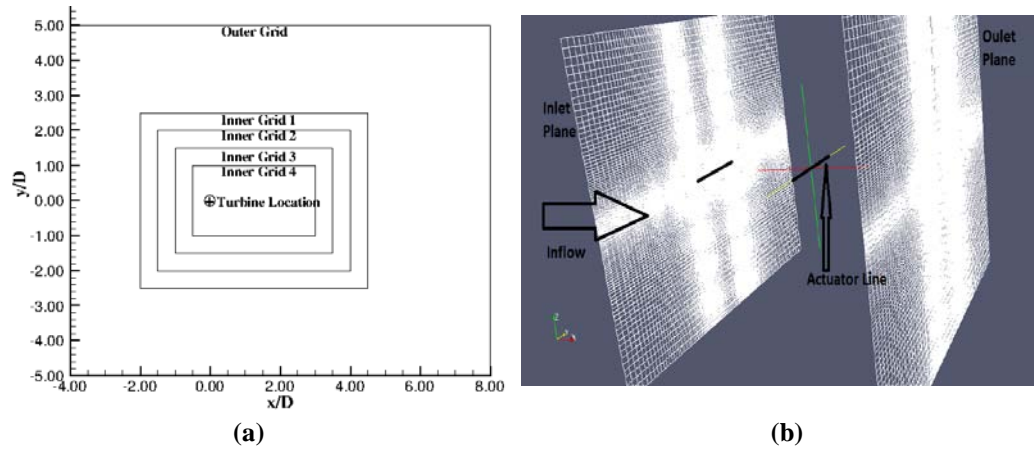 5.00
4.00
3.00
2.00
1.00
0.00
-1.00
-2.00
-3.00
-4.00
-5.00
y/D
Outer Grid
Inner Grid 1
Inner Grid 2
Inner Grid 3
Inner Grid 4
Turbine Location
-4.00 -2.00 0.00 2.00 4.00 6.00 8.00
x/D
(a)
Inlet
Plane
Oulet
Plane
Inflow
Actuator Line
Z
(b)